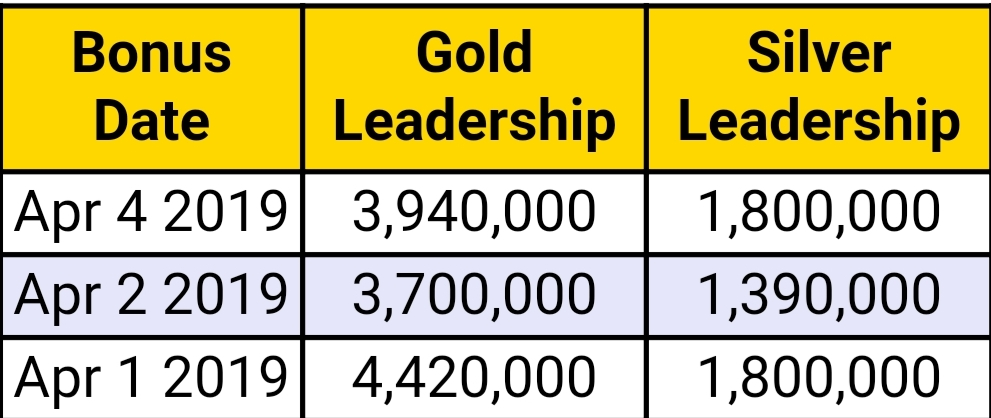 Bonus Date Gold Leadership Silver Leadership
Apr 4 2019 3,940,000 1,800,000
Apr 2 2019 3,700,000 1,390,000
Apr 1 2019 4,420,000 1,800,000